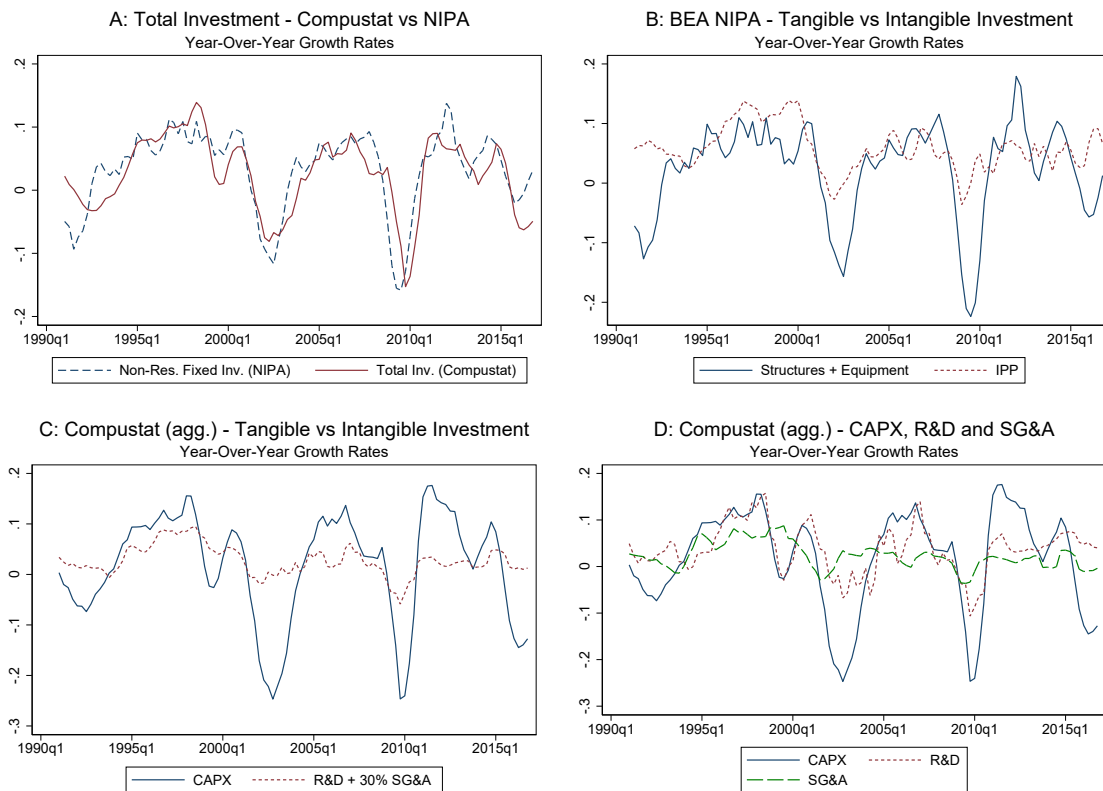 A: Total Investment - Compustat vs NIPA
Year-Over-Year Growth Rates
.2
.1
0
-.1
-.2
1990q1 1995q1 2000q1 2005q1 2010q1 2015q1
Non-Res. Fixed Inv. (NIPA) Total Inv. (Compustat)
B: BEA NIPA - Tangible vs Intangible Investment
Year-Over-Year Growth Rates
.2
.1
0
-.1
-.2
1990q1 1995q1 2000q1 2005q1 2010q1 2015q1
Structures + Equipment IPP
C: Compustat (agg.) - Tangible vs Intangible Investment
Year-Over-Year Growth Rates
.2
.1
0
-.1
-.2
-.3
1990q1 1995q1 2000q1 2005q1 2010q1 2015q1
CAPX R&D + 30% SG&A
D: Compustat (agg.) - CAPX, R&D and SG&A
Year-Over-Year Growth Rates
.2
.1
0
-.1
-.2
-.3
1990q1 1995q1 2000q1 2005q1 2010q1 2015q1
CAPX R&D
SG&A